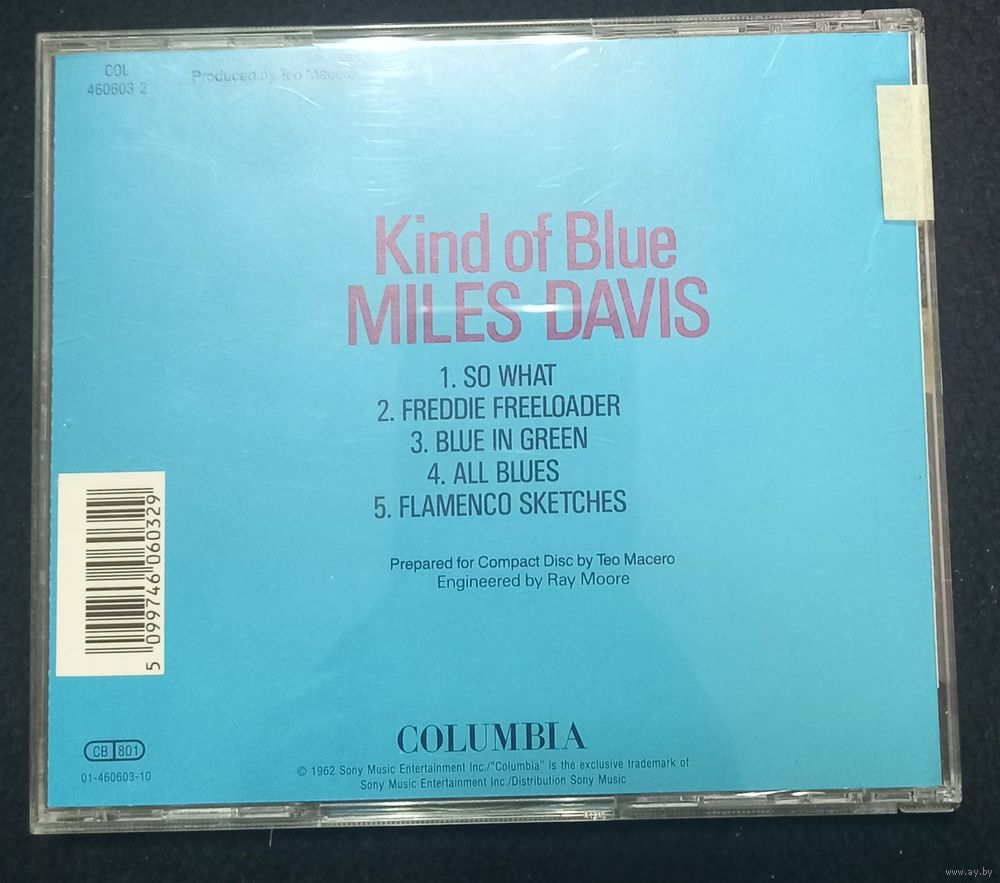 COL
460603 2
Produced by Teo Macero
Kind of Blue
MILES DAVIS
1. SO WHAT
2. FREDDIE FREELOADER
3. BLUE IN GREEN
4. ALL BLUES
5. FLAMENCO SKETCHES
Prepared for Compact Disc by Teo Macero
Engineered by Ray Moore
5 099746 060329
COLUMBIA
CB 801
01-460603-10
© 1962 Sony Music Entertainment Inc./"Columbia" is the exclusive trademark of
Sony Music Entertainment Inc./Distribution Sony Music
www.ay.by